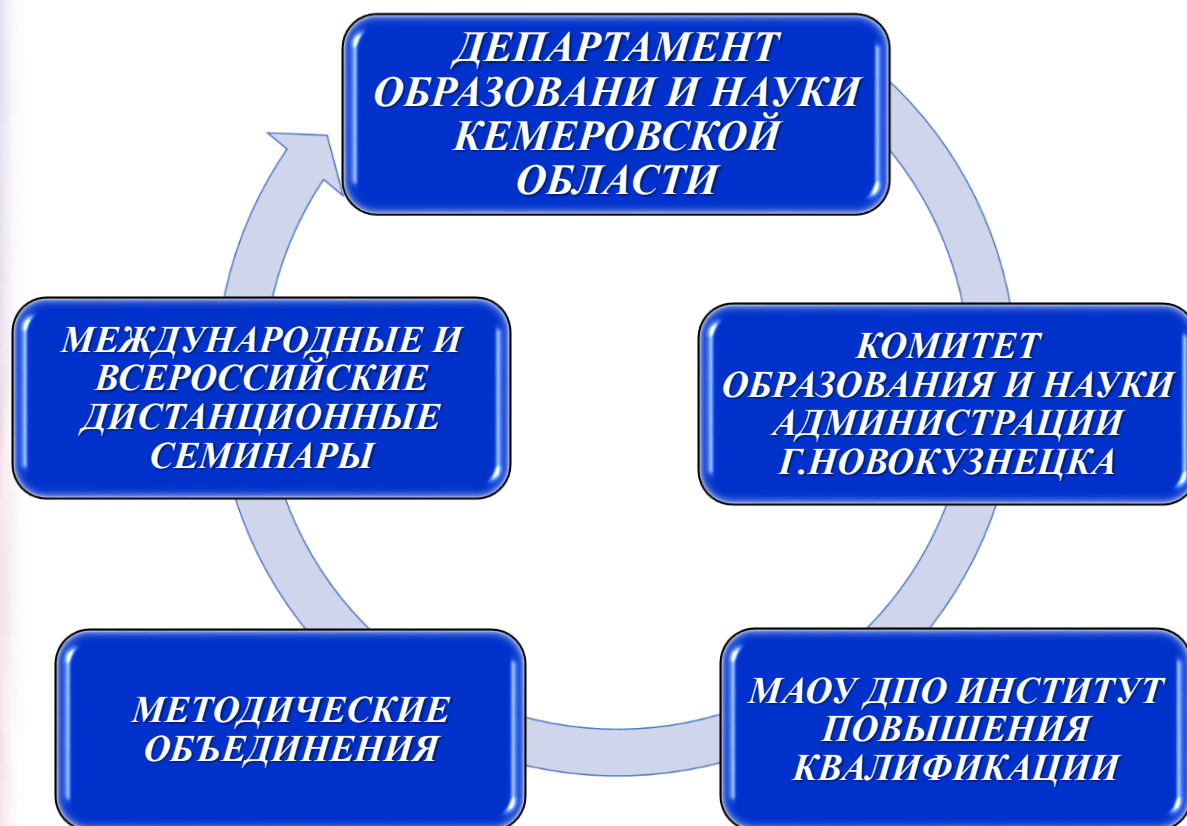 ДЕПАРТАМЕНТ
ОБРАЗОВАНИ И НАУКИ
КЕМЕРОВСКОЙ
ОБЛАСТИ
КОМИТЕТ
ОБРАЗОВАНИЯ И НАУКИ
АДМИНИСТРАЦИИ
Г.НОВОКУЗНЕЦКА
МАОУ ДПО ИНСТИТУТ
ПОВЫШЕНИЯ
КВАЛИФИКАЦИИ
МЕТОДИЧЕСКИЕ
ОБЪЕДИНЕНИЯ
МЕЖДУНАРОДНЫЕ И
ВСЕРОССИЙСКИЕ
ДИСТАНЦИОННЫЕ
СЕМИНАРЫ